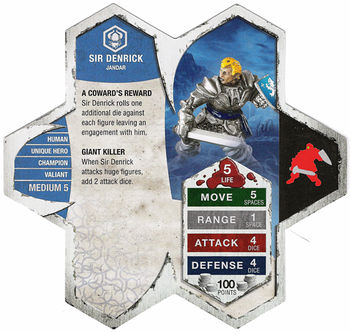 SIR DENRICK
JANDAR
A COWARD'S REWARD
Sir Denrick rolls one
additional die against
each figure leaving an
engagement with him.
GIANT KILLER
When Sir Denrick
attacks huge figures,
add 2 attack dice.
HUMAN
UNIQUE HERO
CHAMPION
VALIANT
MEDIUM 5
5
LIFE
MOVE 5 SPACES
RANGE 1 SPACE
ATTACK 4 DICE
DEFENSE 4 DICE
100
POINTS